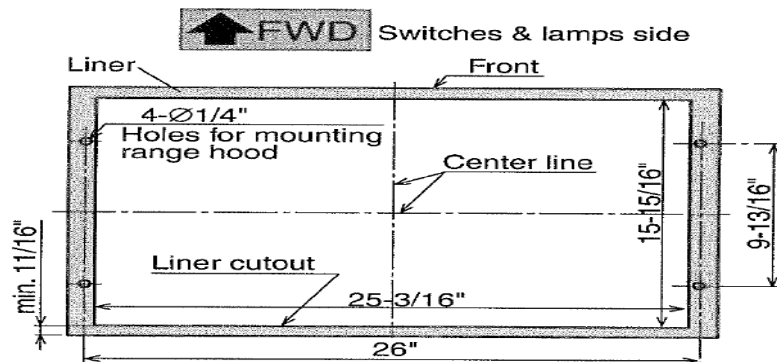 FWD Switches & lamps side
Liner
Front
4-Ø1/4"
Holes for mounting
range hood
Center line
15-15/16"
9-13/16"
min. 11/16"
Liner cutout
25-3/16"
26"